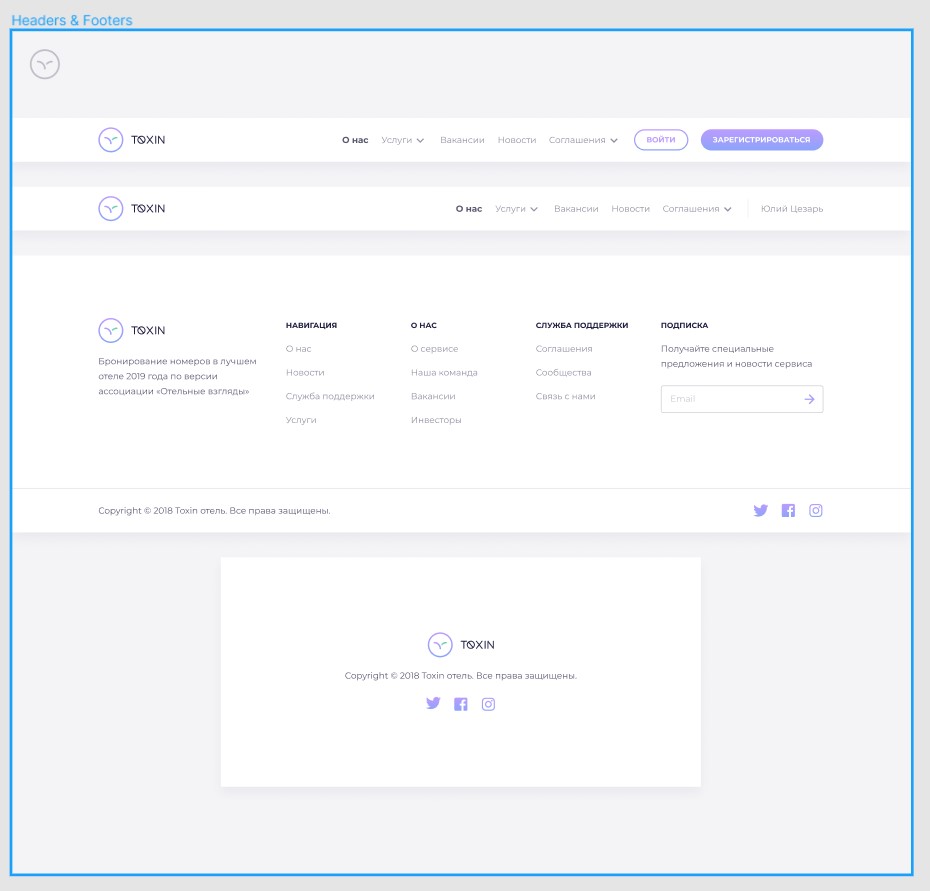 Headers & Footers
TOXIN
О нас Услуги Вакансии Новости Соглашения ВОЙТИ ЗАРЕГИСТРИРОВАТЬСЯ
TOXIN
О нас Услуги Вакансии Новости Соглашения Юлий Цезарь
TOXIN
Бронирование номеров в лучшем
отеле 2019 года по версии
ассоциации «Отельные взгляды»
НАВИГАЦИЯ
О нас
Новости
Служба поддержки
Услуги
О НАС
О сервисе
Наша команда
Вакансии
Инвесторы
СЛУЖБА ПОДДЕРЖКИ
Соглашения
Сообщества
Связь с нами
ПОДПИСКА
Получайте специальные
предложения и новости сервиса
Email
Copyright © 2018 Toxin отель. Все права защищены.
TOXIN
Copyright © 2018 Toxin отель. Все права защищены.